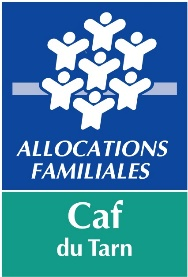 ALLOCATIONS
FAMILIALES
Caf
du Tarn